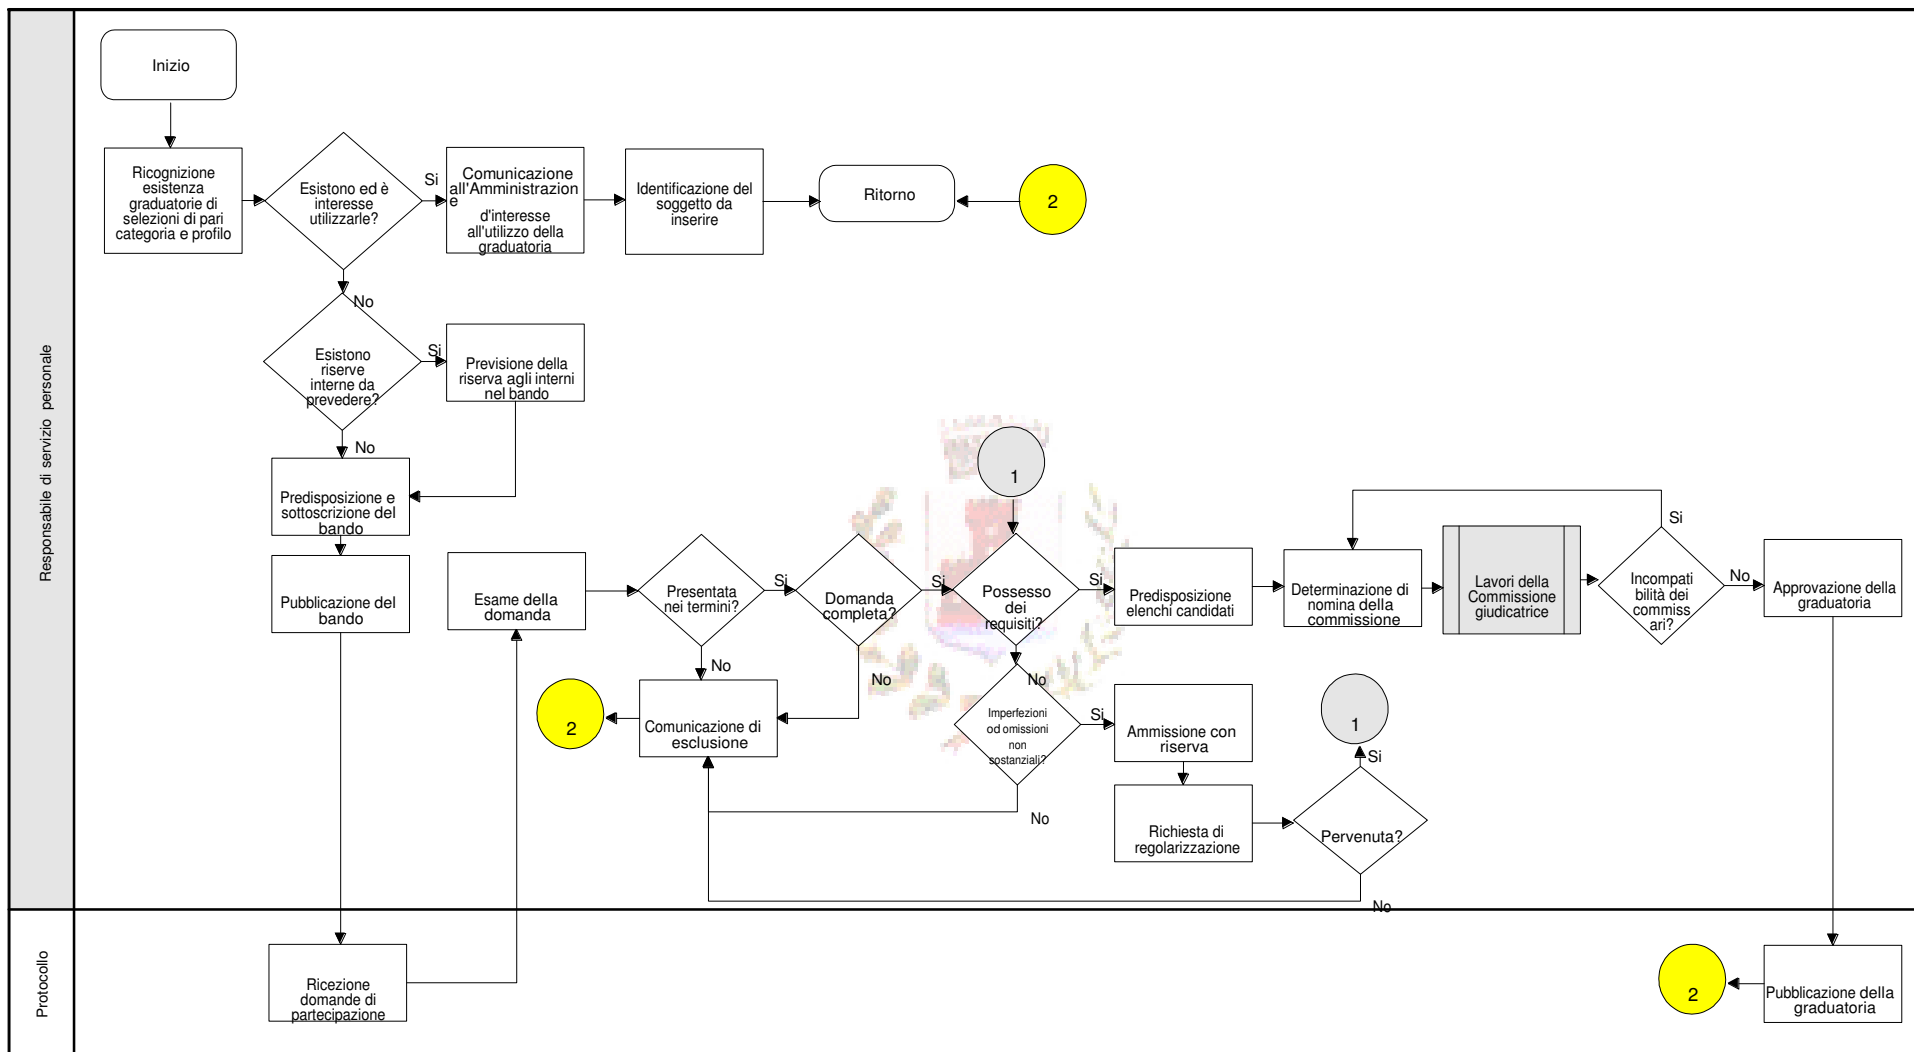 Responsabile di servizio personale
Inizio
Ricognizione
esistenza
graduatorie di
selezioni di pari
categoria e profilo
Esistono ed è
interesse
utilizzarle?
Si
Comunicazione
all'Amministrazion
e
d'interesse
all'utilizzo della
graduatoria
Identificazione del
soggetto da
inserire
Ritorno
2
No
Esistono
riserve
interne da
prevedere?
Si
Previsione della
riserva agli interni
nel bando
No
Predisposizione e
sottoscrizione del
bando
Pubblicazione del
bando
Esame della
domanda
Presentata
nei termini?
Si
Domanda
completa?
Si
1
Possesso
dei
requisiti?
Si
Predisposizione
elenchi candidati
Determinazione di
nomina della
commissione
Lavori della
Commissione
giudicatrice
Si
Incompati
bilità dei
commiss
ari?
No
Approvazione della
graduatoria
No
No
2
Comunicazione di
esclusione
No
Imperfezioni
od omissioni
non
sostanziali?
Si
Ammissione con
riserva
1
Si
No
Richiesta di
regolarizzazione
Pervenuta?
No
Protocollo
Ricezione
domande di
partecipazione
2
Pubblicazione della
graduatoria